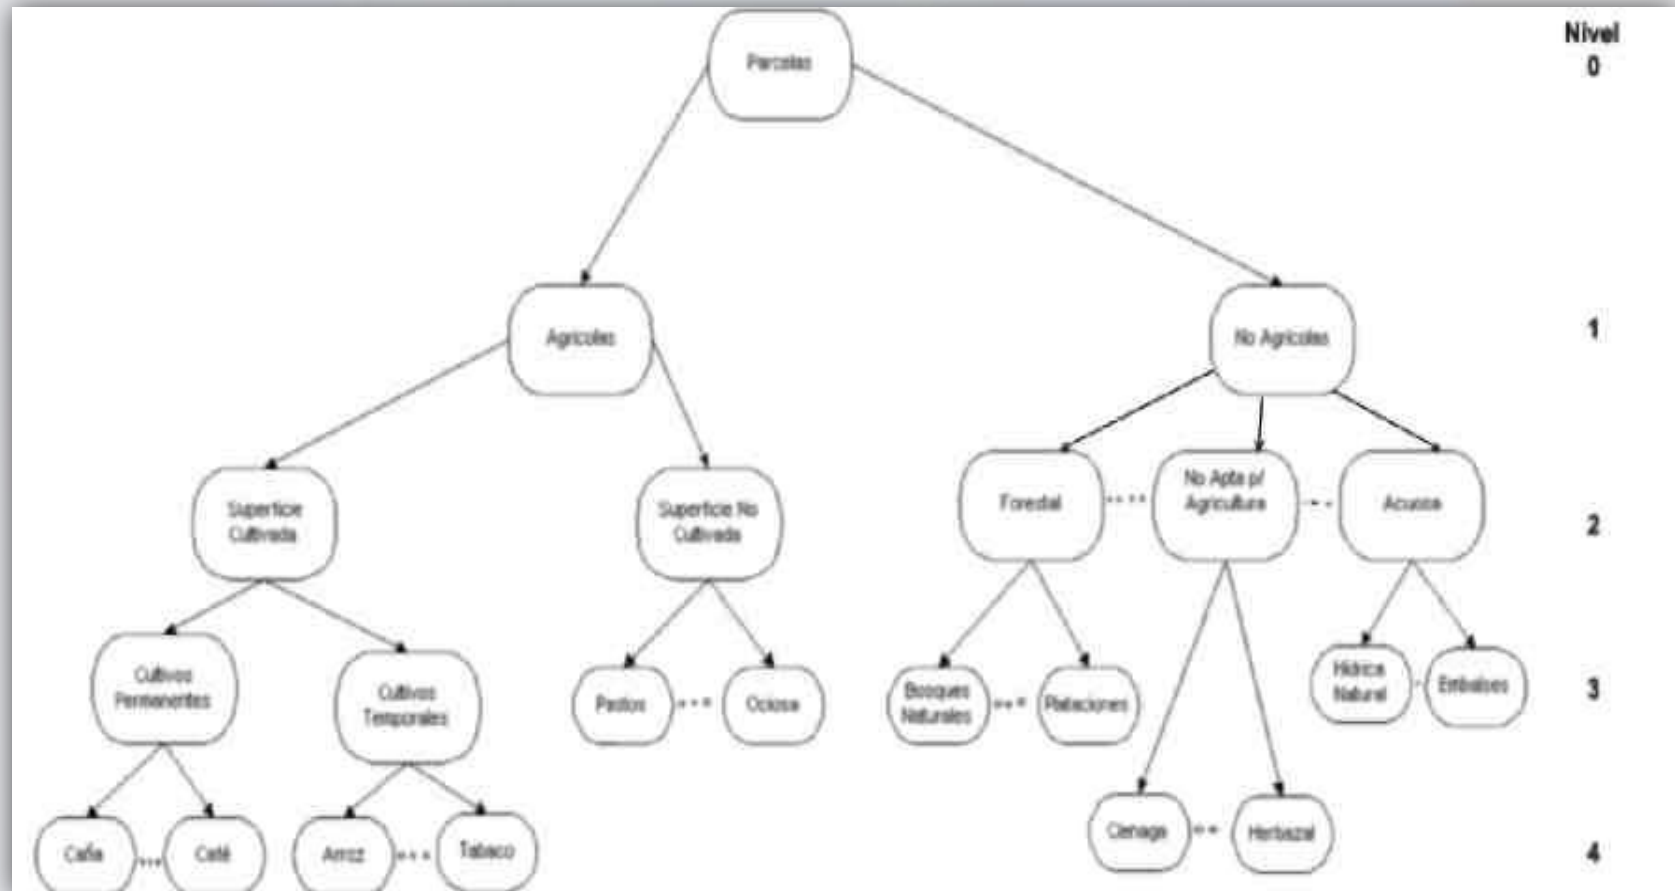 Nivel
0
Parcelas
1
Agrícolas
No Agrícolas
2
Superficie
Cultivada
Superficie No
Cultivada
Forestal
No Apta p/
Agricultura
Acuosa
3
Cultivos
Permanentes
Cultivos
Temporales
Pastos
Ociosa
Bosques
Naturales
Plataciones
Hídrica
Natural
Embalses
4
Caña
Café
Arroz
Tabaco
Cienaga
Herbazal